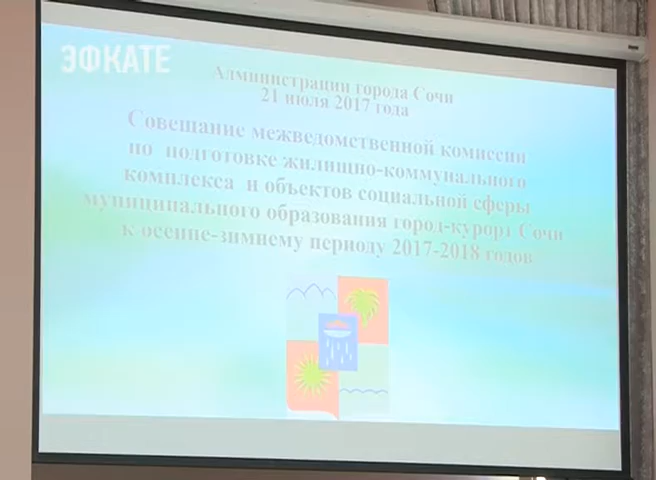 ЭФКАТЕ
Администрации города Сочи
21 июля 2017 года
Совещание межведомственной комиссии
по подготовке жилищно-коммунального
комплекса и объектов социальной сферы
муниципального образования город-курорт Сочи
к осенне-зимнему периоду 2017-2018 годов